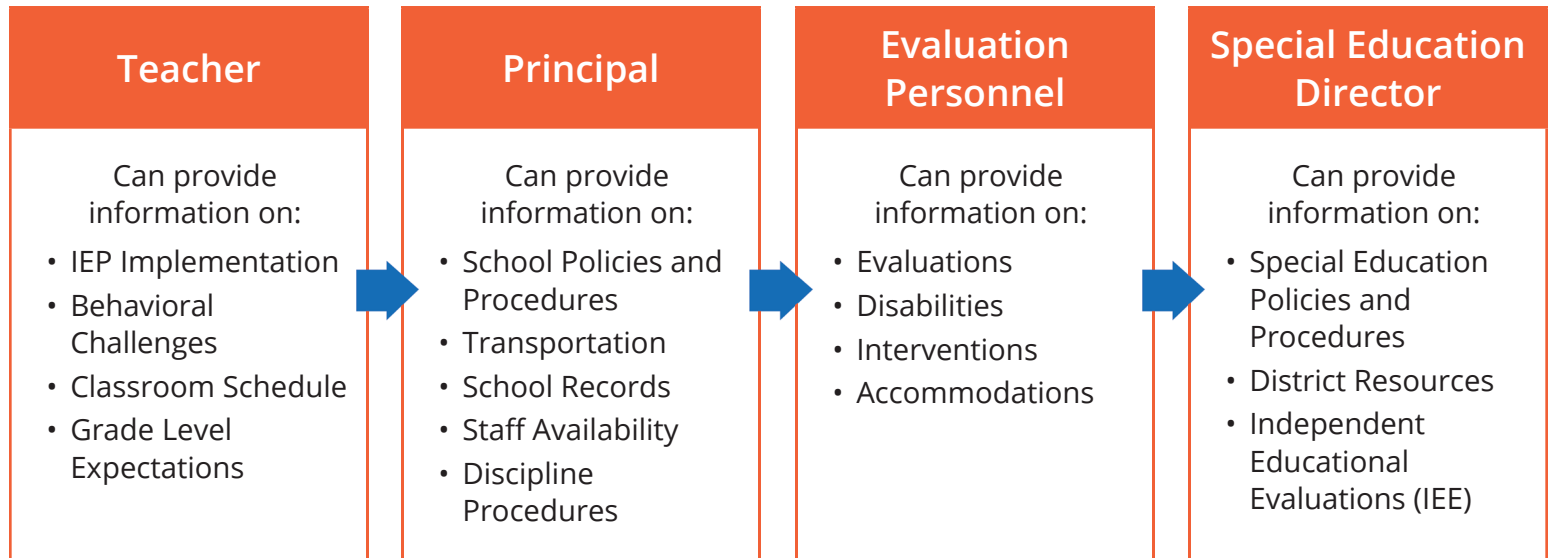 Teacher
Can provide
information on:
• IEP Implementation
• Behavioral
Challenges
• Classroom Schedule
• Grade Level
Expectations
Principal
Can provide
information on:
• School Policies and
Procedures
• Transportation
• School Records
• Staff Availability
• Discipline
Procedures
Evaluation
Personnel
Can provide
information on:
• Evaluations
• Disabilities
• Interventions
• Accommodations
Special Education
Director
Can provide
information on:
• Special Education
Policies and
Procedures
• District Resources
• Independent
Educational
Evaluations (IEE)